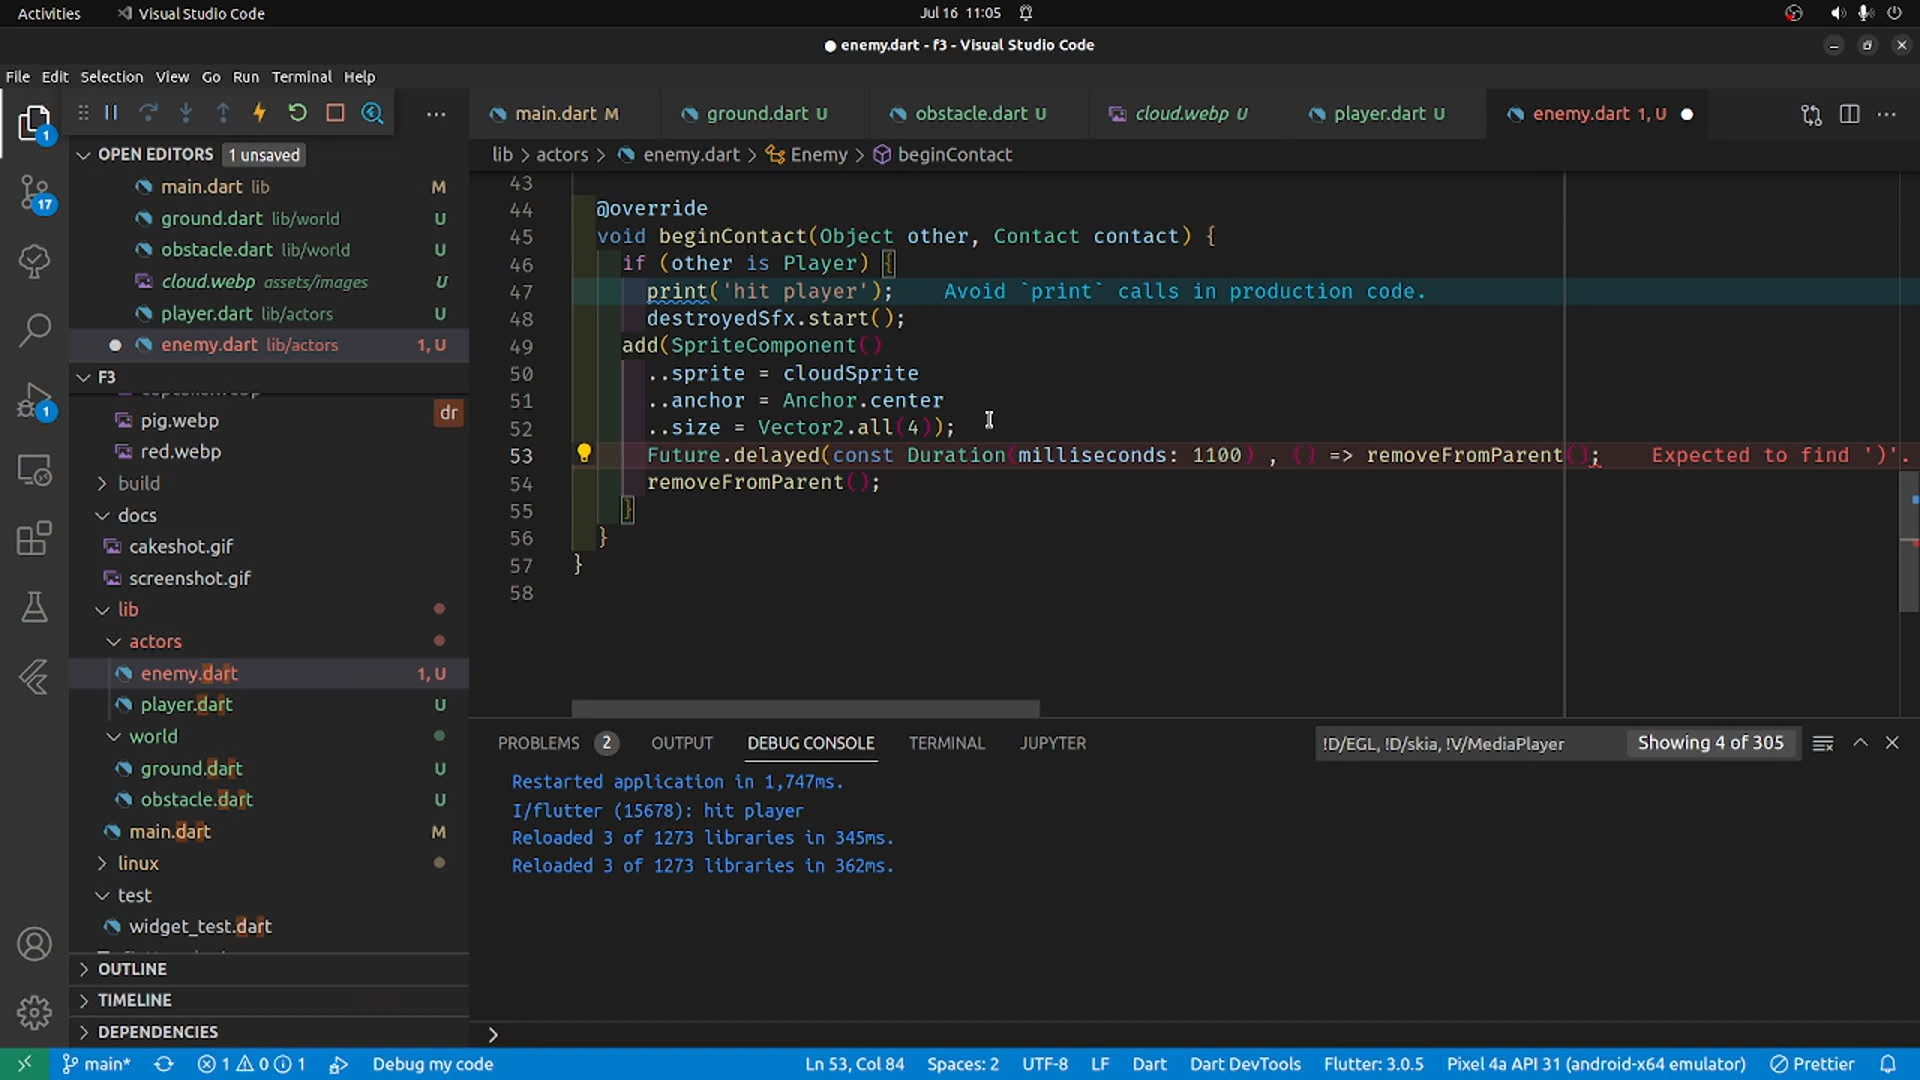 Activities Visual Studio Code Jul 16 11:05
enemy.dart - f3 - Visual Studio Code
File Edit Selection View Go Run Terminal Help
main.dart M ground.dart U obstacle.dart U cloud.webp U player.dart U enemy.dart 1, U
lib > actors > enemy.dart > Enemy > beginContact
1
17
1
OPEN EDITORS 1 unsaved
main.dart lib M
ground.dart lib/world U
obstacle.dart lib/world U
cloud.webp assets/images U
player.dart lib/actors U
enemy.dart lib/actors 1, U
F3
dr
pig.webp
red.webp
build
docs
cakeshot.gif
screenshot.gif
lib
actors
enemy.dart 1, U
player.dart U
world
ground.dart U
obstacle.dart U
main.dart M
linux
test
widget_test.dart
OUTLINE
TIMELINE
DEPENDENCIES
43
44 @override
45 void beginContact(Object other, Contact contact) {
46 if (other is Player) {
47 print('hit player'); Avoid `print` calls in production code.
48 destroyedSfx.start();
49 add(SpriteComponent()
50 ..sprite = cloudSprite
51 ..anchor = Anchor.center
52 ..size = Vector2.all(4));
53 Future.delayed(const Duration(milliseconds: 1100) , () => removeFromParent(); Expected to find ')'.
54 removeFromParent();
55 }
56 }
57 }
58
PROBLEMS 2 OUTPUT DEBUG CONSOLE TERMINAL JUPYTER !D/EGL, !D/skia, !V/MediaPlayer Showing 4 of 305
Restarted application in 1,747ms.
I/flutter (15678): hit player
Reloaded 3 of 1273 libraries in 345ms.
Reloaded 3 of 1273 libraries in 362ms.
>
main* 1 0 1 Debug my code Ln 53, Col 84 Spaces: 2 UTF-8 LF Dart Dart DevTools Flutter: 3.0.5 Pixel 4a API 31 (android-x64 emulator) Prettier